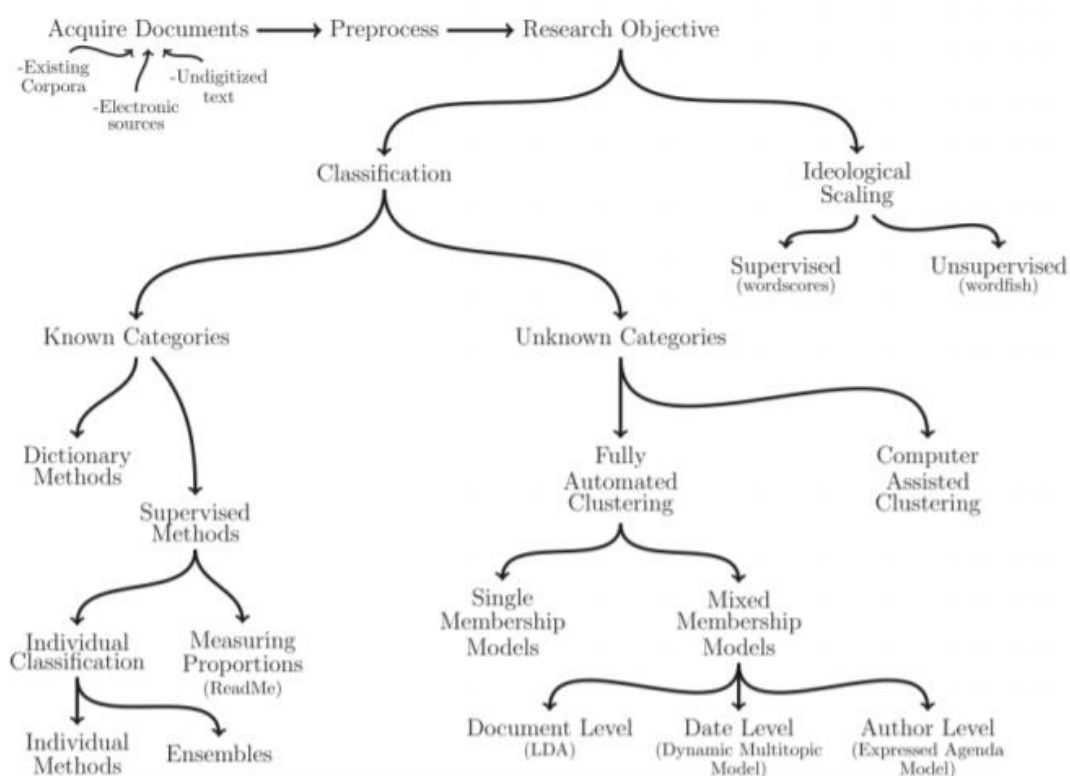 Acquire Documents
Preprocess
Research Objective
-Existing
Corpora
-Electronic
sources
-Undigitized
text
Classification
Ideological
Scaling
Supervised
(wordscores)
Unsupervised
(wordfish)
Known Categories
Unknown Categories
Dictionary
Methods
Supervised
Methods
Fully
Automated
Clustering
Computer
Assisted
Clustering
Individual
Classification
Measuring
Proportions
(ReadMe)
Single
Membership
Models
Mixed
Membership
Models
Individual
Methods
Ensembles
Document Level
(LDA)
Date Level
(Dynamic Multitopic
Model)
Author Level
(Expressed Agenda
Model)